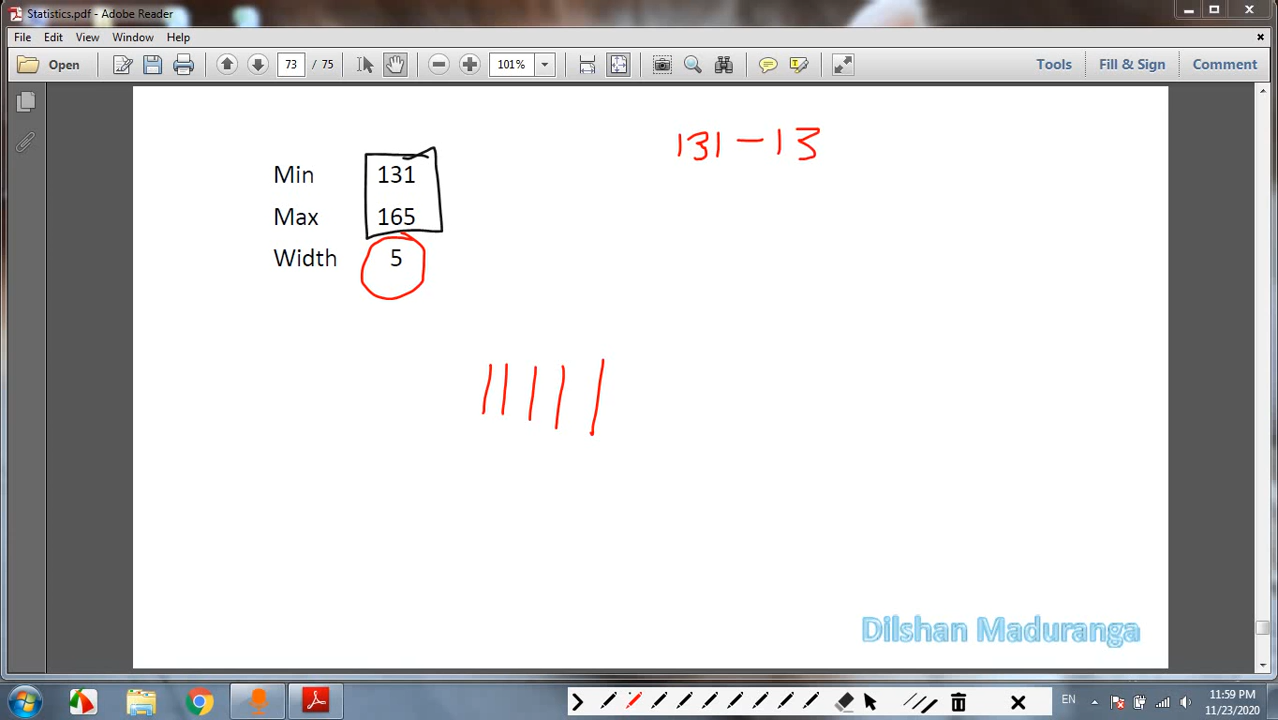 Statistics.pdf - Adobe Reader
File Edit View Window Help
Open 73 / 75 101% Tools Fill & Sign Comment
131 – 13
Min 131
Max 165
Width 5
Dilshan Maduranga
EN 11:59 PM
11/23/2020